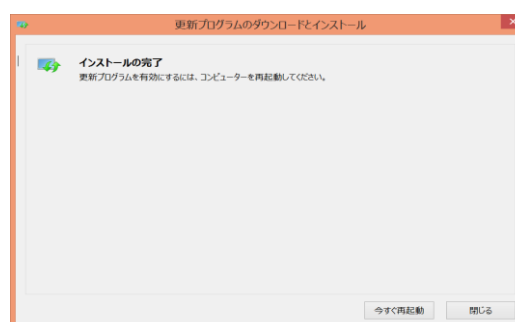 更新プログラムのダウンロードとインストール
インストールの完了
更新プログラムを有効にするには、コンピューターを再起動してください。
今すぐ再起動
閉じる